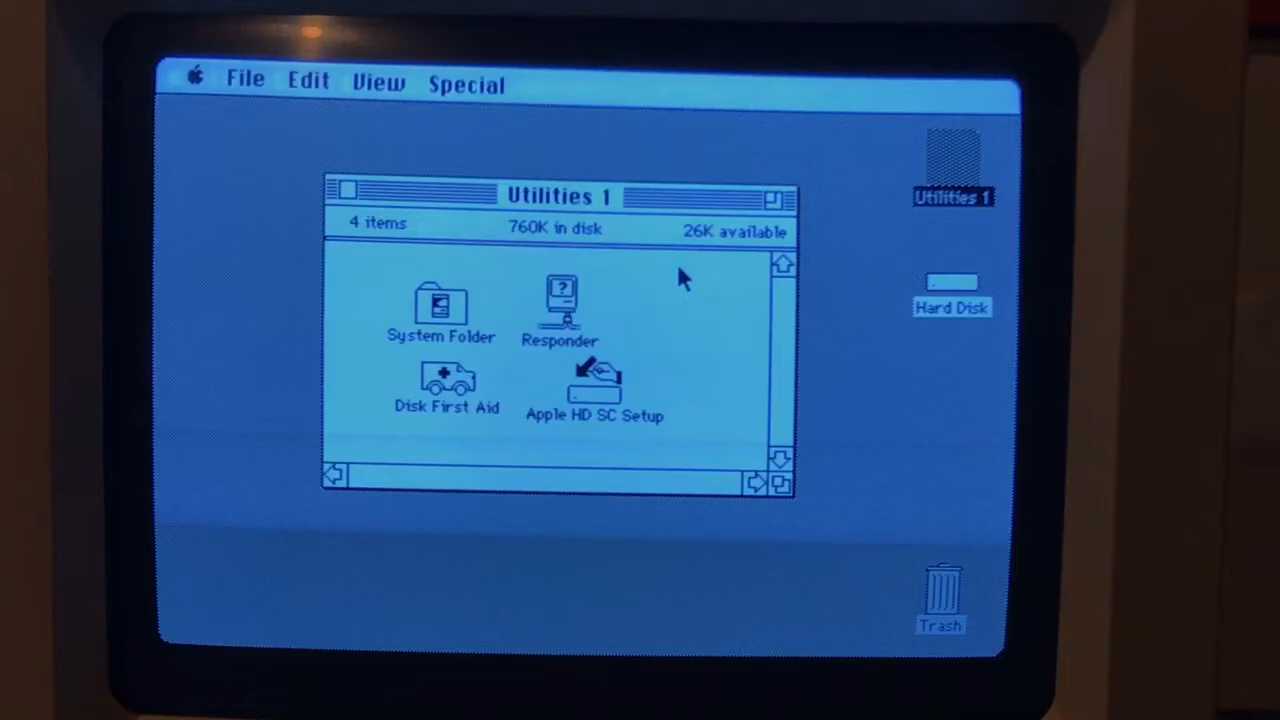 File Edit View Special
Utilities 1
4 items 760K in disk 26K available
System Folder
Responder
Disk First Aid
Apple HD SC Setup
Utilities 1
Hard Disk
Trash